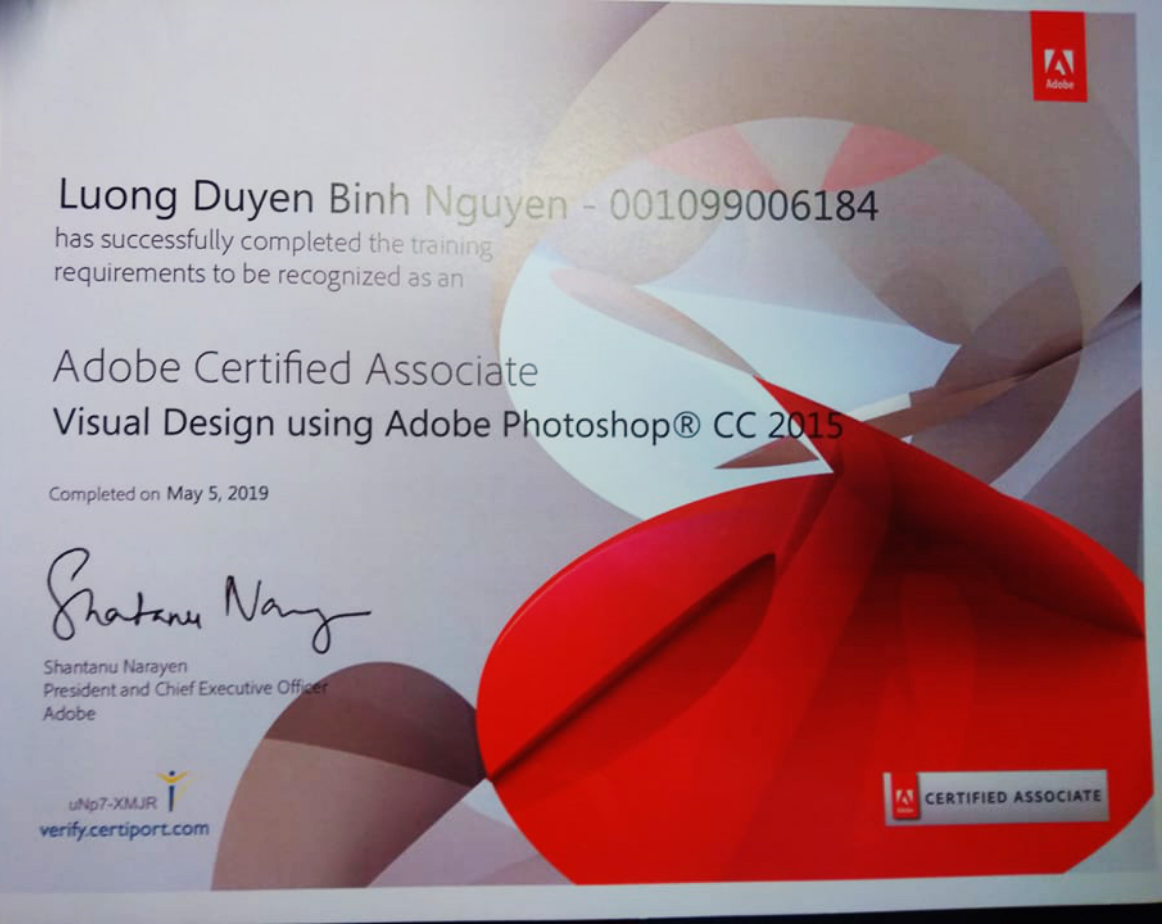 Adobe
Luong Duyen Binh Nguyen - 001099006184
has successfully completed the training
requirements to be recognized as an
Adobe Certified Associate
Visual Design using Adobe Photoshop® CC 2015
Completed on May 5, 2019
Shantanu Narayen
Shantanu Narayen
President and Chief Executive Officer
Adobe
uNp7-XMJR
verify.certiport.com
Adobe
CERTIFIED ASSOCIATE